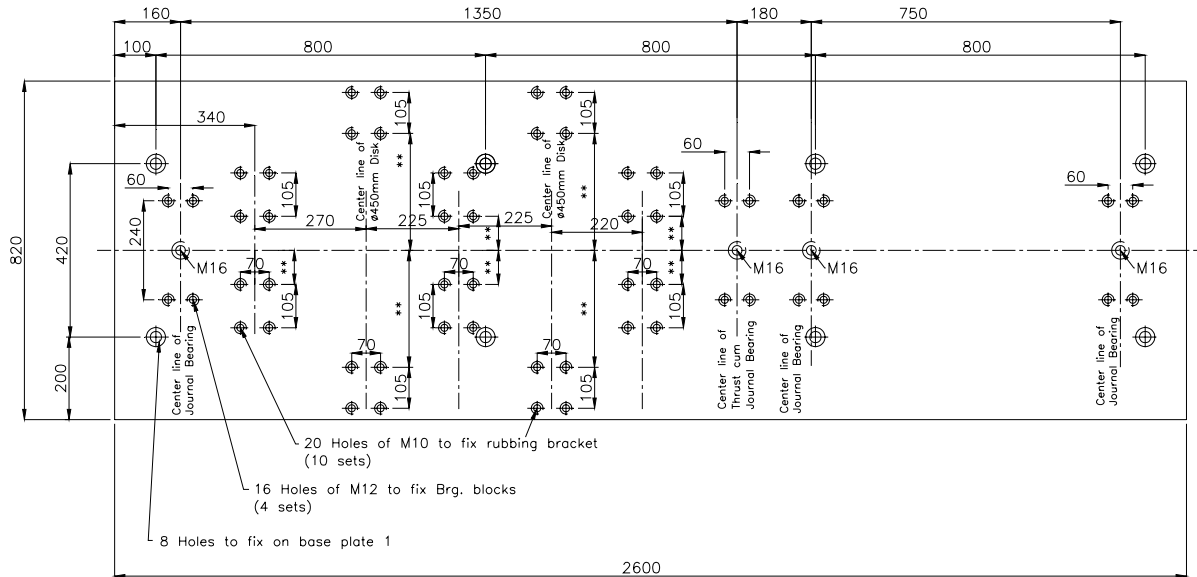 160
1350
180
750
100
800
800
800
340
105
105
Center line of
ø450mm Disk
**
Center line of
ø450mm Disk
**
60
105
105
105
60
60
820
420
240
270
225
225
220
**
**
M16
70
**
70
**
70
**
M16
M16
M16
105
**
105
**
105
200
Center line of
Journal Bearing
70
105
70
105
Center line of
Thrust cum
Journal Bearing
Center line of
Journal Bearing
Center line of
Journal Bearing
20 Holes of M10 to fix rubbing bracket
(10 sets)
16 Holes of M12 to fix Brg. blocks
(4 sets)
8 Holes to fix on base plate 1
2600